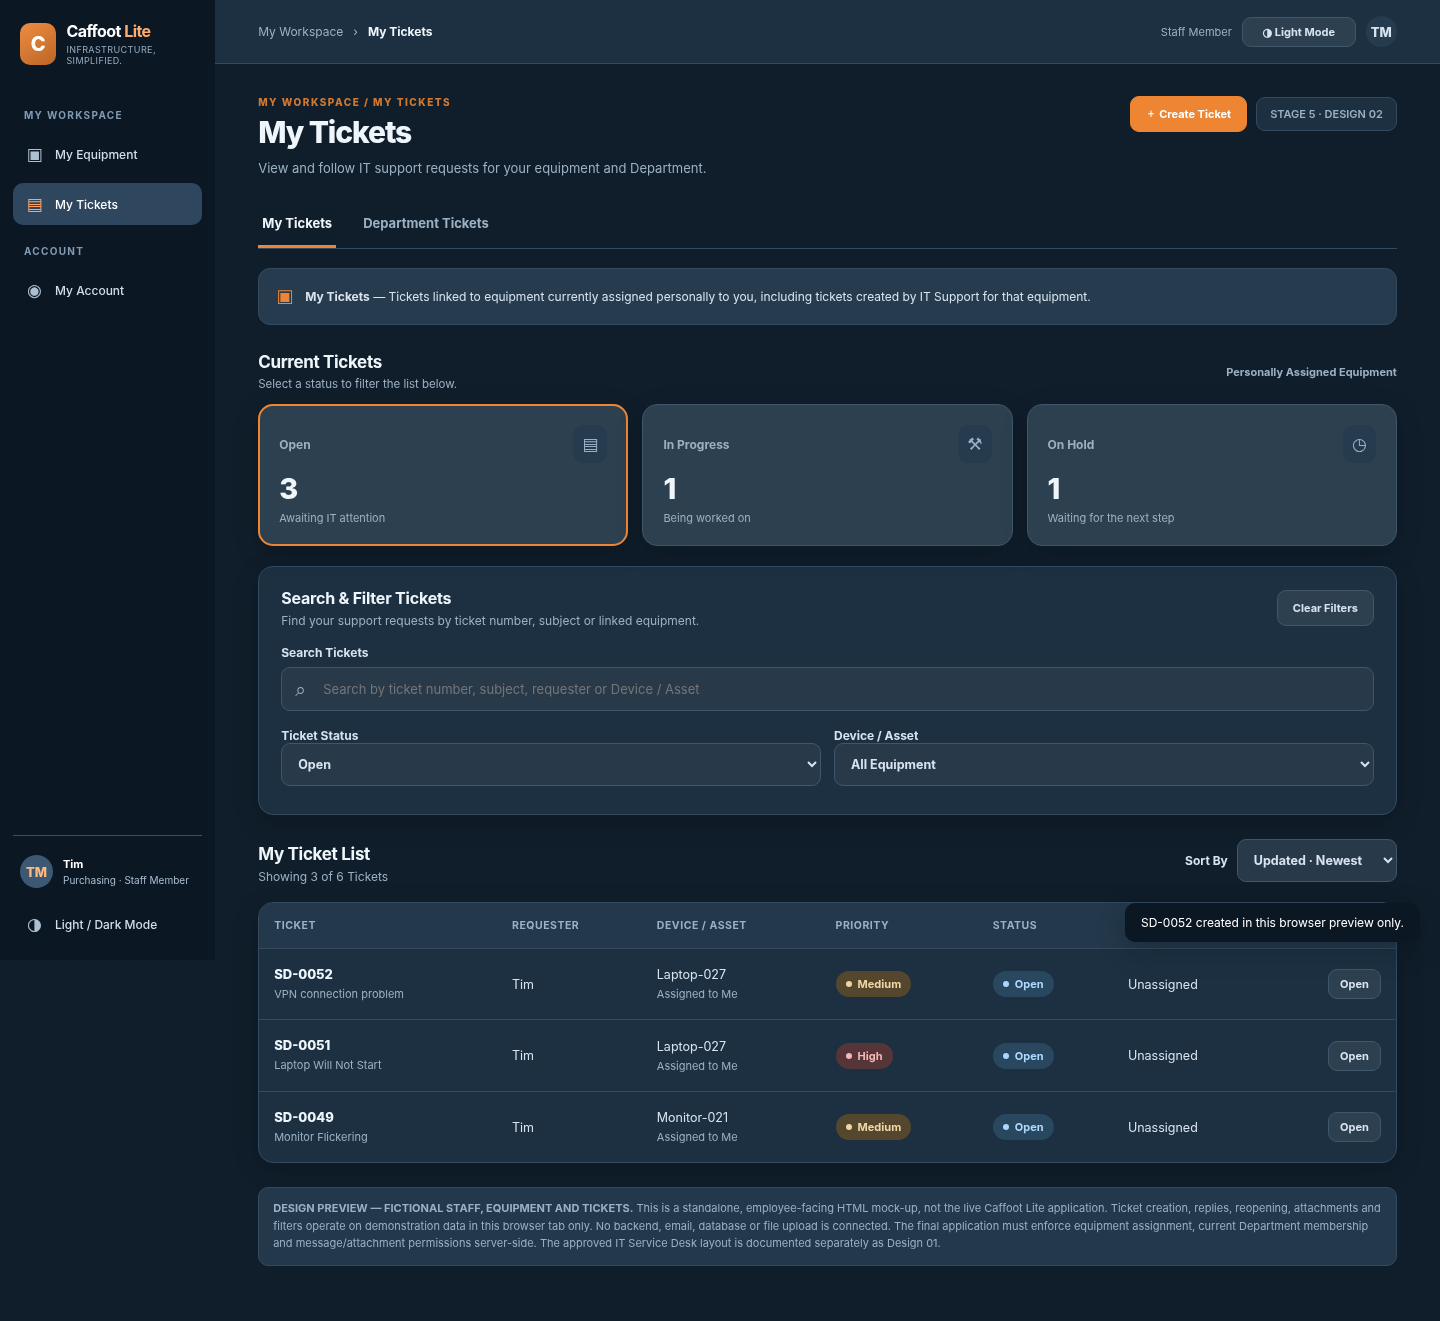 C
Caffoot Lite
INFRASTRUCTURE,
SIMPLIFIED.
MY WORKSPACE
My Equipment
My Tickets
ACCOUNT
My Account
TM
Tim
Purchasing · Staff Member
Light / Dark Mode
My Workspace › My Tickets
Staff Member
Light Mode
TM
MY WORKSPACE / MY TICKETS
My Tickets
View and follow IT support requests for your equipment and Department.
+ Create Ticket
STAGE 5 · DESIGN 02
My Tickets
Department Tickets
My Tickets — Tickets linked to equipment currently assigned personally to you, including tickets created by IT Support for that equipment.
Current Tickets
Select a status to filter the list below.
Personally Assigned Equipment
Open
3
Awaiting IT attention
In Progress
1
Being worked on
On Hold
1
Waiting for the next step
Search & Filter Tickets
Find your support requests by ticket number, subject or linked equipment.
Clear Filters
Search Tickets
Search by ticket number, subject, requester or Device / Asset
Ticket Status
Open
Device / Asset
All Equipment
My Ticket List
Showing 3 of 6 Tickets
Sort By
Updated · Newest
TICKET REQUESTER DEVICE / ASSET PRIORITY STATUS
SD-0052 created in this browser preview only.
SD-0052
VPN connection problem
Tim
Laptop-027
Assigned to Me
Medium
Open
Unassigned
Open
SD-0051
Laptop Will Not Start
Tim
Laptop-027
Assigned to Me
High
Open
Unassigned
Open
SD-0049
Monitor Flickering
Tim
Monitor-021
Assigned to Me
Medium
Open
Unassigned
Open
DESIGN PREVIEW — FICTIONAL STAFF, EQUIPMENT AND TICKETS. This is a standalone, employee-facing HTML mock-up, not the live Caffoot Lite application. Ticket creation, replies, reopening, attachments and
filters operate on demonstration data in this browser tab only. No backend, email, database or file upload is connected. The final application must enforce equipment assignment, current Department membership
and message/attachment permissions server-side. The approved IT Service Desk layout is documented separately as Design 01.